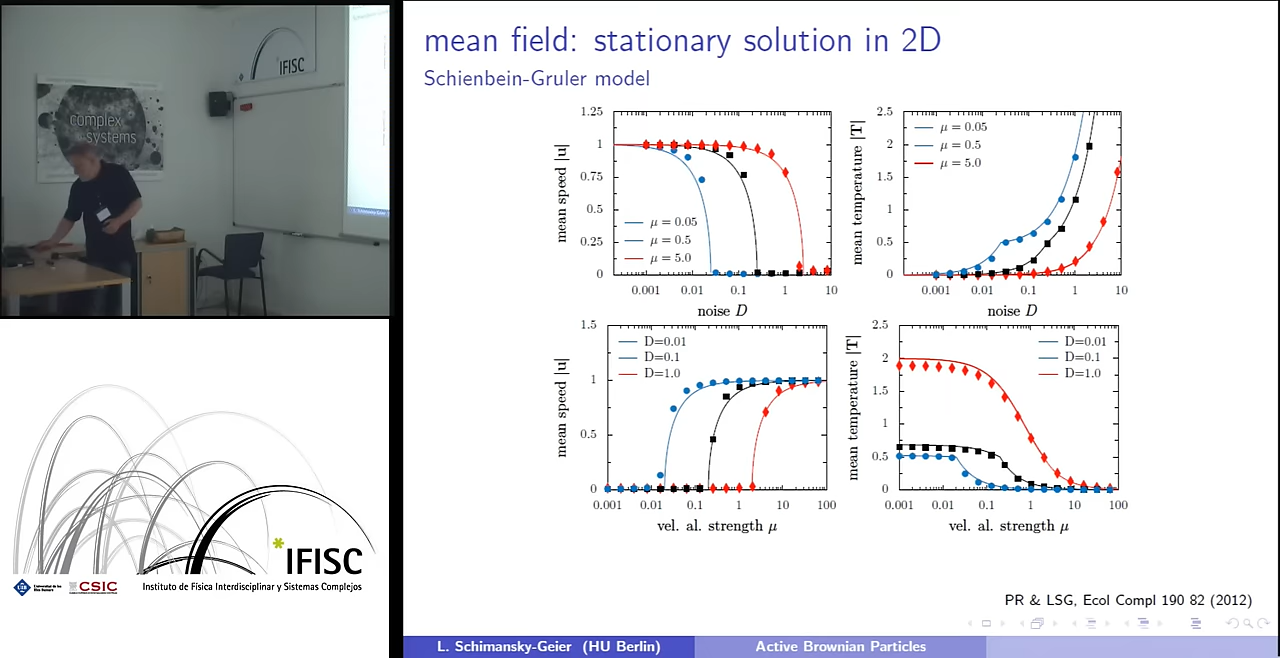 IFISC
complex
systems
IFISC
CSIC
Instituto de Física Interdisciplinar y Sistemas Complejos
mean field: stationary solution in 2D
Schienbein-Gruler model
mean speed |u|
1.25
1
0.75
0.5
0.25
0
μ = 0.05
μ = 0.5
μ = 5.0
0.001 0.01 0.1 1 10
noise D
mean temperature |T|
2.5
2
1.5
1
0.5
0
μ = 0.05
μ = 0.5
μ = 5.0
0.001 0.01 0.1 1 10
noise D
mean speed |u|
1.5
1
0.5
0
D=0.01
D=0.1
D=1.0
0.001 0.01 0.1 1 10 100
vel. al. strength μ
mean temperature |T|
2.5
2
1.5
1
0.5
0
D=0.01
D=0.1
D=1.0
0.001 0.01 0.1 1 10 100
vel. al. strength μ
PR & LSG, Ecol Compl 190 82 (2012)
L. Schimansky-Geier (HU Berlin)
Active Brownian Particles